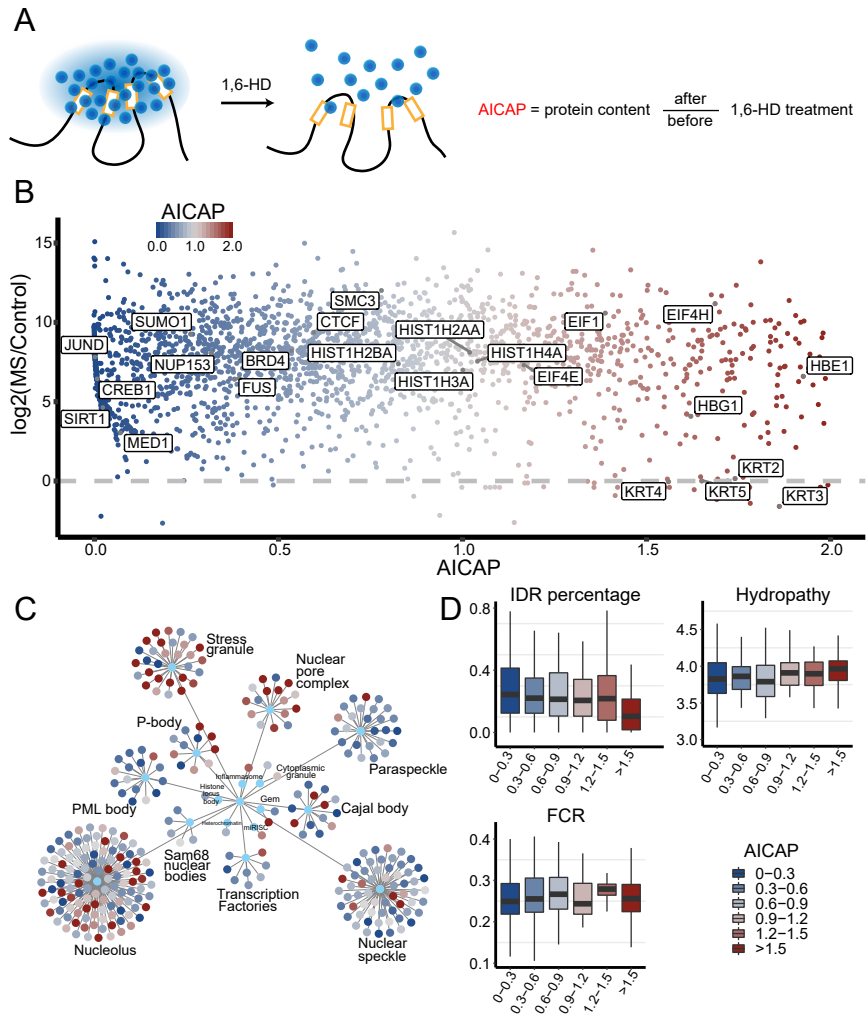 A
1,6-HD
AICAP = protein content after / before 1,6-HD treatment
B
AICAP
0.0 2.0
1.0
log2(MS/Control)
15
10
5
0
SMC3
SUMO1
CTCF
HIST1H2AA
EIF1
EIF4H
JUND
NUP153
BRD4
HIST1H2BA
HIST1H4A
HBE1
CREB1
FUS
HIST1H3A
EIF4E
SIRT1
HBG1
MED1
KRT2
KRT4
KRT5
KRT3
0.0 0.5 1.0 1.5 2.0
AICAP
C
Stress
granule
Nuclear
pore
complex
P-body
Inflammasome
Cytoplasmic
granule
Paraspeckle
Histone
locus
body
Gem
PML body
Cajal body
Heterochromatin
miRISC
Sam68
nuclear
bodies
Transcription
Factories
Nucleolus
Nuclear
speckle
D
IDR percentage
0.8
0.4
0.0
0−0.3
0.3−0.6
0.6−0.9
0.9−1.2
1.2−1.5
>1.5
Hydropathy
4.5
4.0
3.5
3.0
0−0.3
0.3−0.6
0.6−0.9
0.9−1.2
1.2−1.5
>1.5
FCR
0.4
0.3
0.2
0.1
0−0.3
0.3−0.6
0.6−0.9
0.9−1.2
1.2−1.5
>1.5
AICAP
0−0.3
0.3−0.6
0.6−0.9
0.9−1.2
1.2−1.5
>1.5